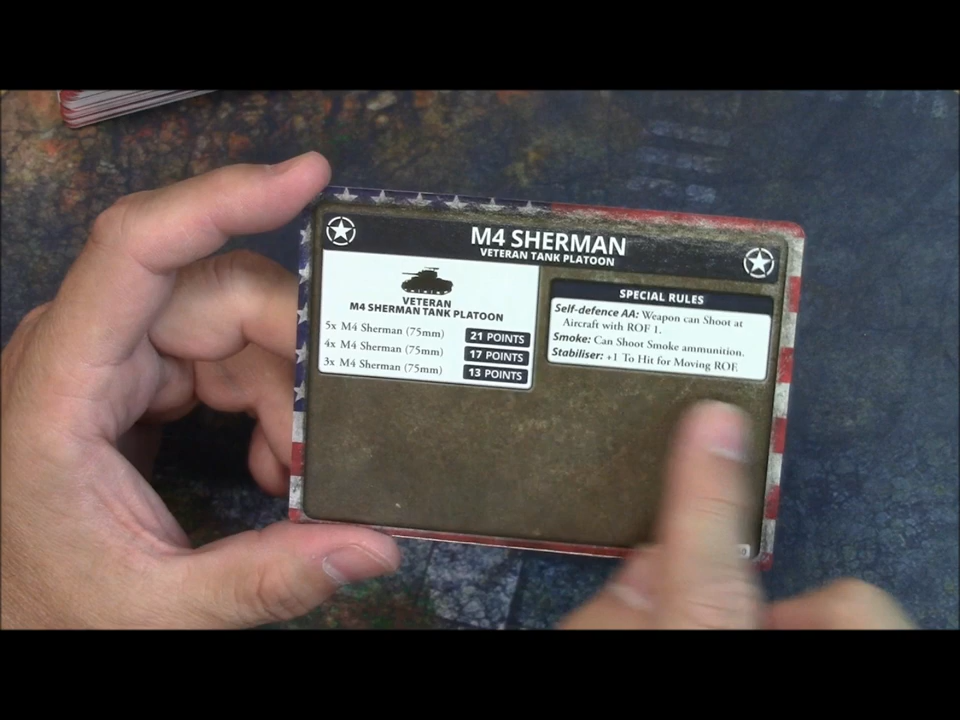 M4 SHERMAN
VETERAN TANK PLATOON
VETERAN
M4 SHERMAN TANK PLATOON
5x M4 Sherman (75mm) 21 POINTS
4x M4 Sherman (75mm) 17 POINTS
3x M4 Sherman (75mm) 13 POINTS
SPECIAL RULES
Self-defence AA: Weapon can Shoot at
Aircraft with ROF 1.
Smoke: Can Shoot Smoke ammunition.
Stabiliser: +1 To Hit for Moving ROF.